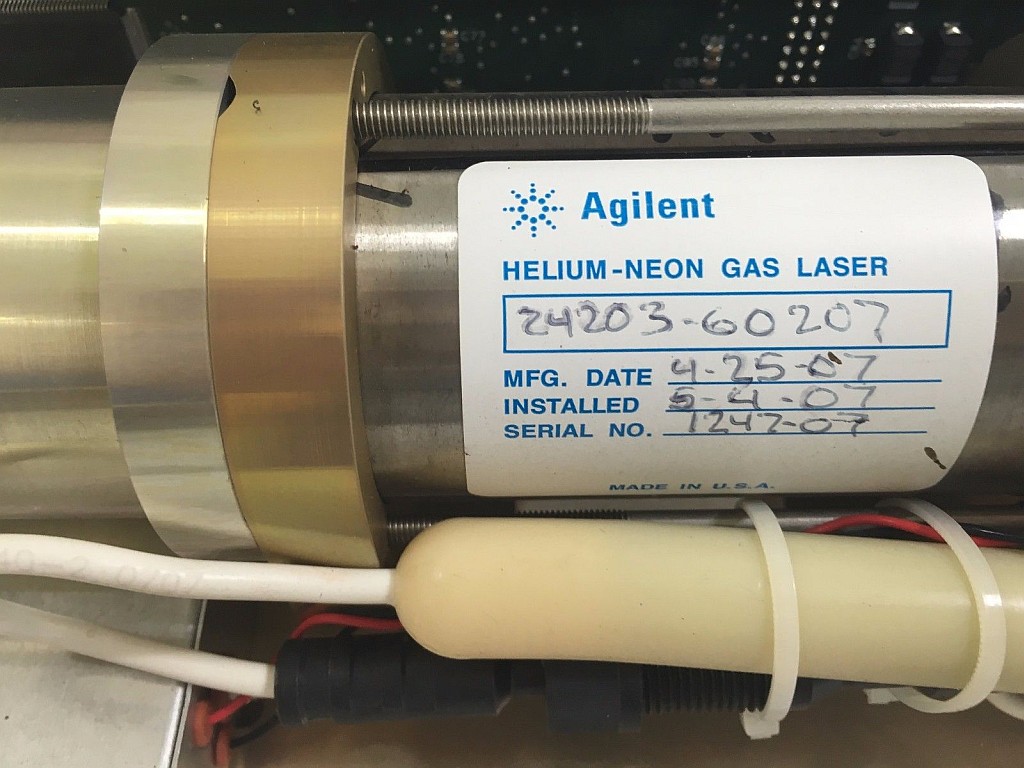 Agilent
HELIUM-NEON GAS LASER
24203-60207
MFG. DATE 4-25-07
INSTALLED 5-4-07
SERIAL NO. 1247-07
MADE IN U.S.A.
C77